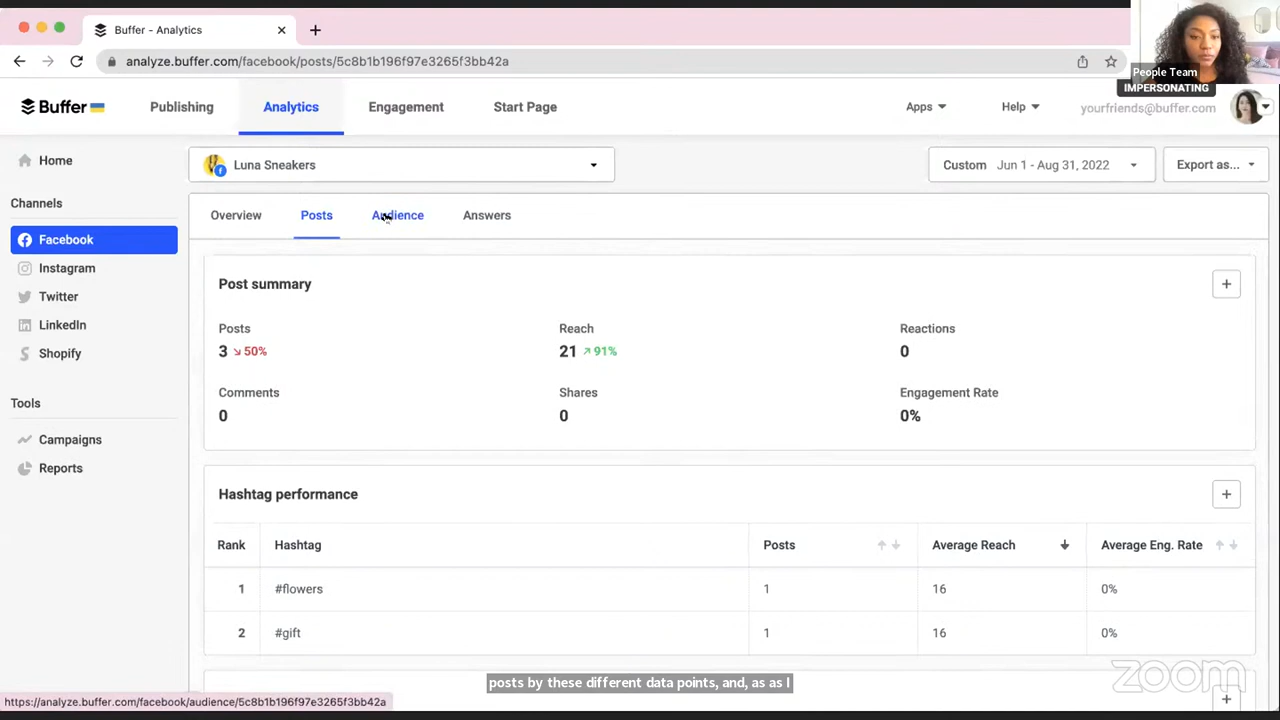 Buffer - Analytics
analyze.buffer.com/facebook/posts/5c8b1b196f97e3265f3bb42a
People Team
IMPERSONATING
Buffer
Publishing
Analytics
Engagement
Start Page
Apps
Help
yourfriends@buffer.com
Home
Luna Sneakers
Custom Jun 1 - Aug 31, 2022
Export as...
Channels
Facebook
Instagram
Twitter
LinkedIn
Shopify
Tools
Campaigns
Reports
Overview
Posts
Audience
Answers
Post summary
Posts
Reach
Reactions
3 50%
21 91%
0
Comments
Shares
Engagement Rate
0
0
0%
Hashtag performance
Rank
Hashtag
Posts
Average Reach
Average Eng. Rate
1 #flowers 1 16 0%
2 #gift 1 16 0%
posts by these different data points, and, as as I
zoom
https://analyze.buffer.com/facebook/audience/5c8b1b196f97e3265f3bb42a